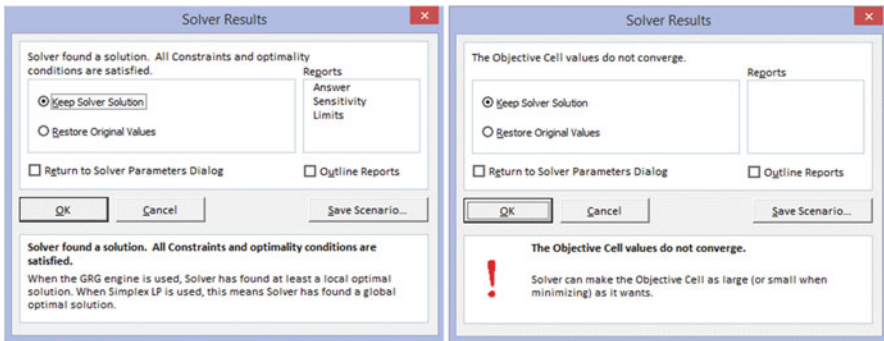 Solver Results
Solver found a solution. All Constraints and optimality
conditions are satisfied.
Reports
Answer
Sensitivity
Limits
Keep Solver Solution
Restore Original Values
Return to Solver Parameters Dialog
Outline Reports
OK
Cancel
Save Scenario...
Solver found a solution. All Constraints and optimality conditions are
satisfied.
When the GRG engine is used, Solver has found at least a local optimal
solution. When Simplex LP is used, this means Solver has found a global
optimal solution.
Solver Results
The Objective Cell values do not converge.
Reports
Keep Solver Solution
Restore Original Values
Return to Solver Parameters Dialog
Outline Reports
OK
Cancel
Save Scenario...
The Objective Cell values do not converge.
Solver can make the Objective Cell as large (or small when
minimizing) as it wants.